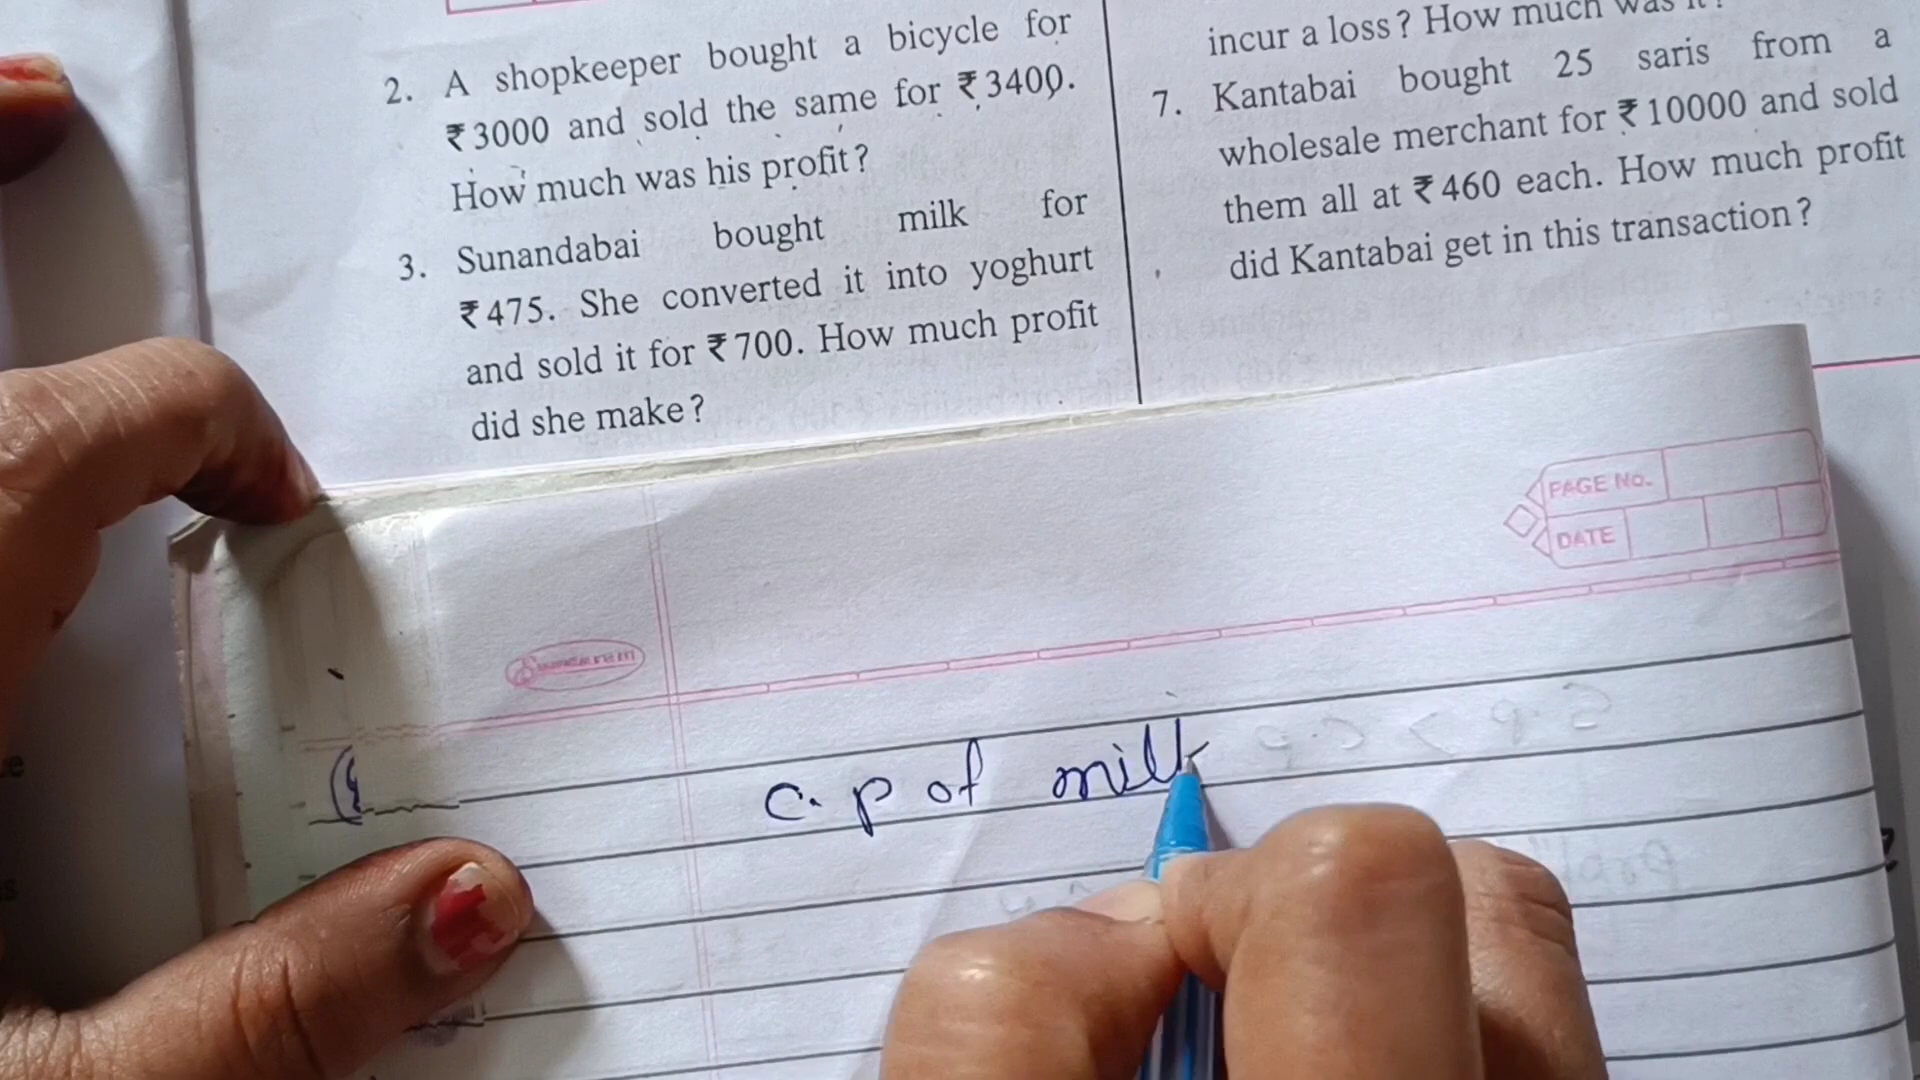 2. A shopkeeper bought a bicycle for
₹3000 and sold the same for ₹3400.
How much was his profit?
3. Sunandabai bought milk for
₹475. She converted it into yoghurt
and sold it for ₹700. How much profit
did she make?
incur a loss? How much was it?
7. Kantabai bought 25 saris from a
wholesale merchant for ₹10000 and sold
them all at ₹460 each. How much profit
did Kantabai get in this transaction?
PAGE No.
DATE
Sundaram
C.P of milk